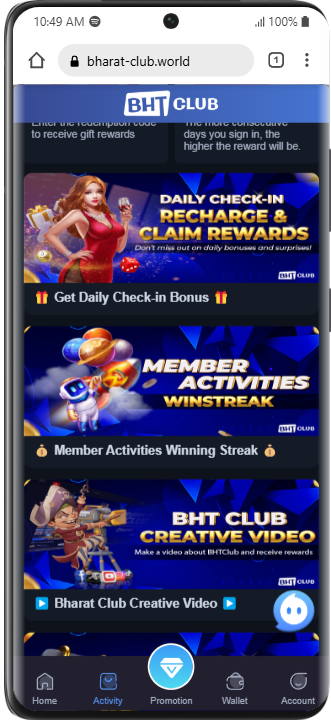 10:49 AM
100%
bharat-club.world
1
BHT CLUB
Enter the redemption code
to receive gift rewards
The more consecutive
days you sign in, the
higher the reward will be.
DAILY CHECK-IN
RECHARGE &
CLAIM REWARDS
Don't miss out on daily bonuses and surprises!
BHT CLUB
🎁 Get Daily Check-in Bonus 🎁
MEMBER
ACTIVITIES
WINSTREAK
BHT CLUB
💰 Member Activities Winning Streak 💰
BHT CLUB
CREATIVE VIDEO
Make a video about BHTClub and receive rewards
BHT CLUB
▶️ Bharat Club Creative Video ▶️
Home
Activity
Promotion
Wallet
Account